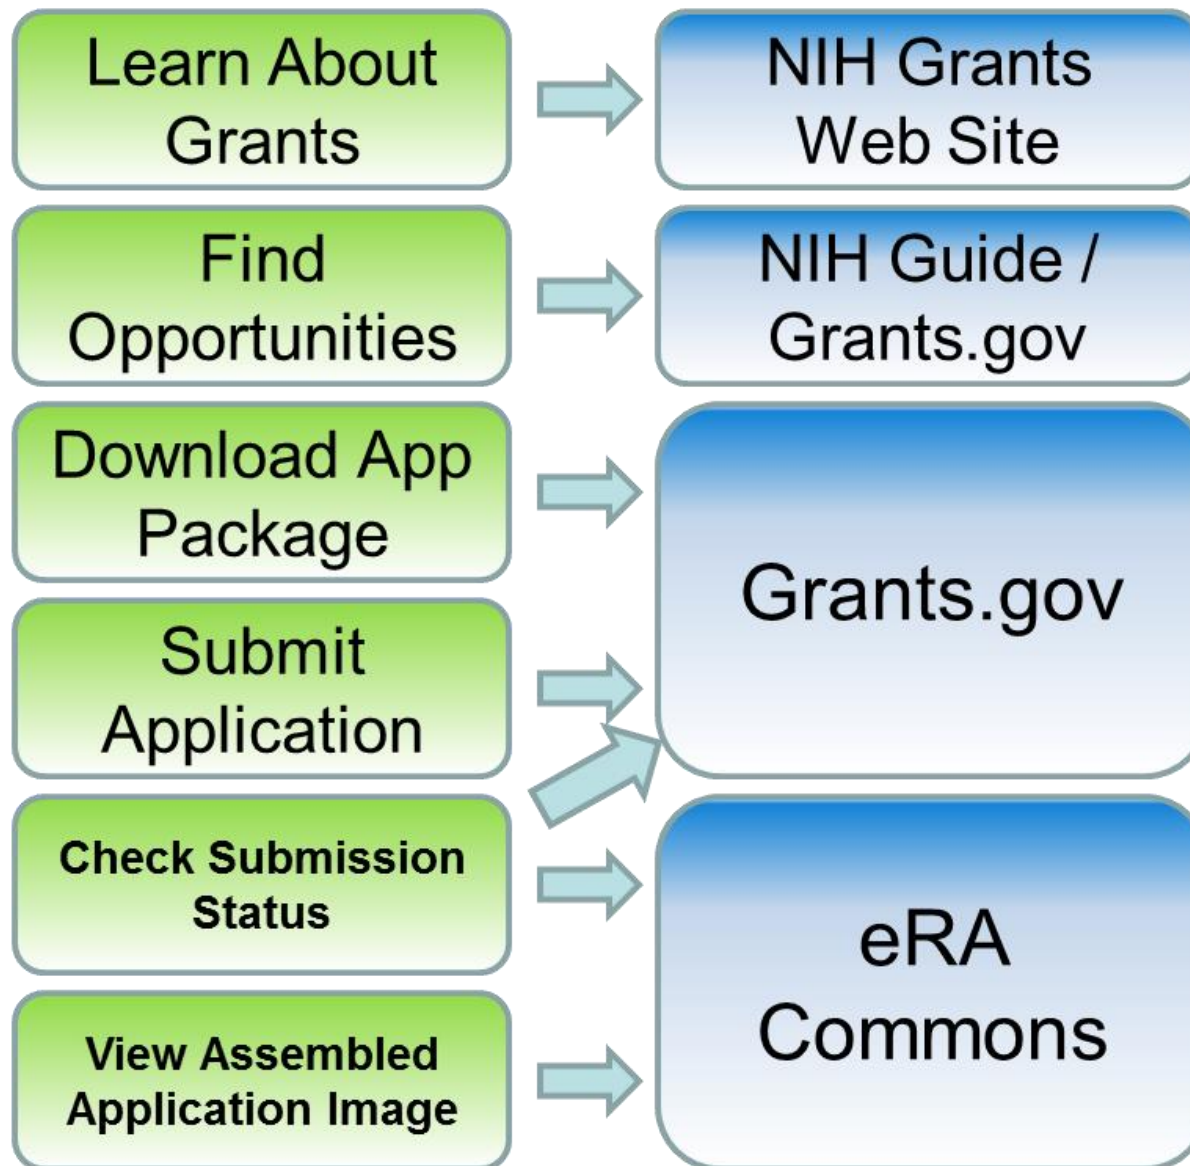 Learn About
Grants
NIH Grants
Web Site
Find
Opportunities
NIH Guide /
Grants.gov
Download App
Package
Grants.gov
Submit
Application
Check Submission
Status
eRA
Commons
View Assembled
Application Image